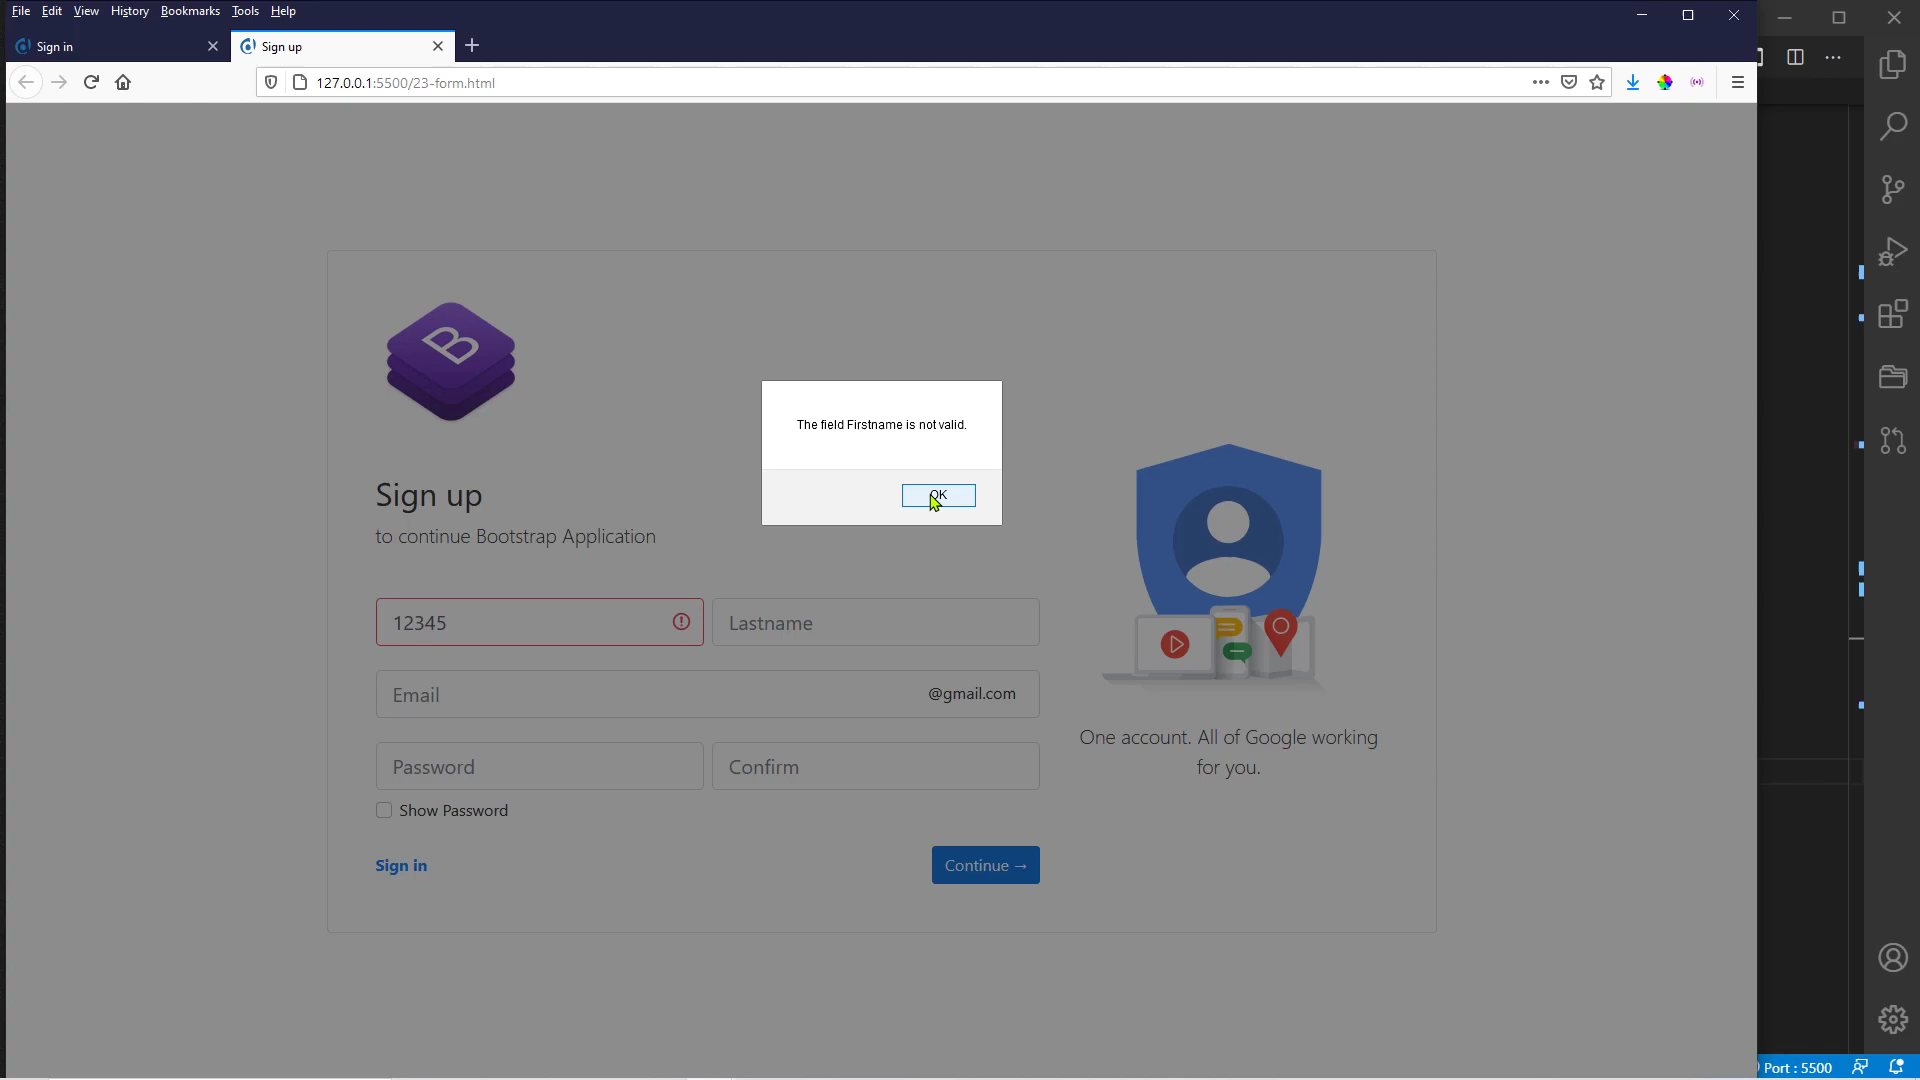 File Edit View History Bookmarks Tools Help
Sign in
Sign up
127.0.0.1:5500/23-form.html
B
The field Firstname is not valid.
OK
Sign up
to continue Bootstrap Application
12345
Lastname
Email
@gmail.com
Password
Confirm
Show Password
Sign in
Continue →
One account. All of Google working
for you.
Port : 5500